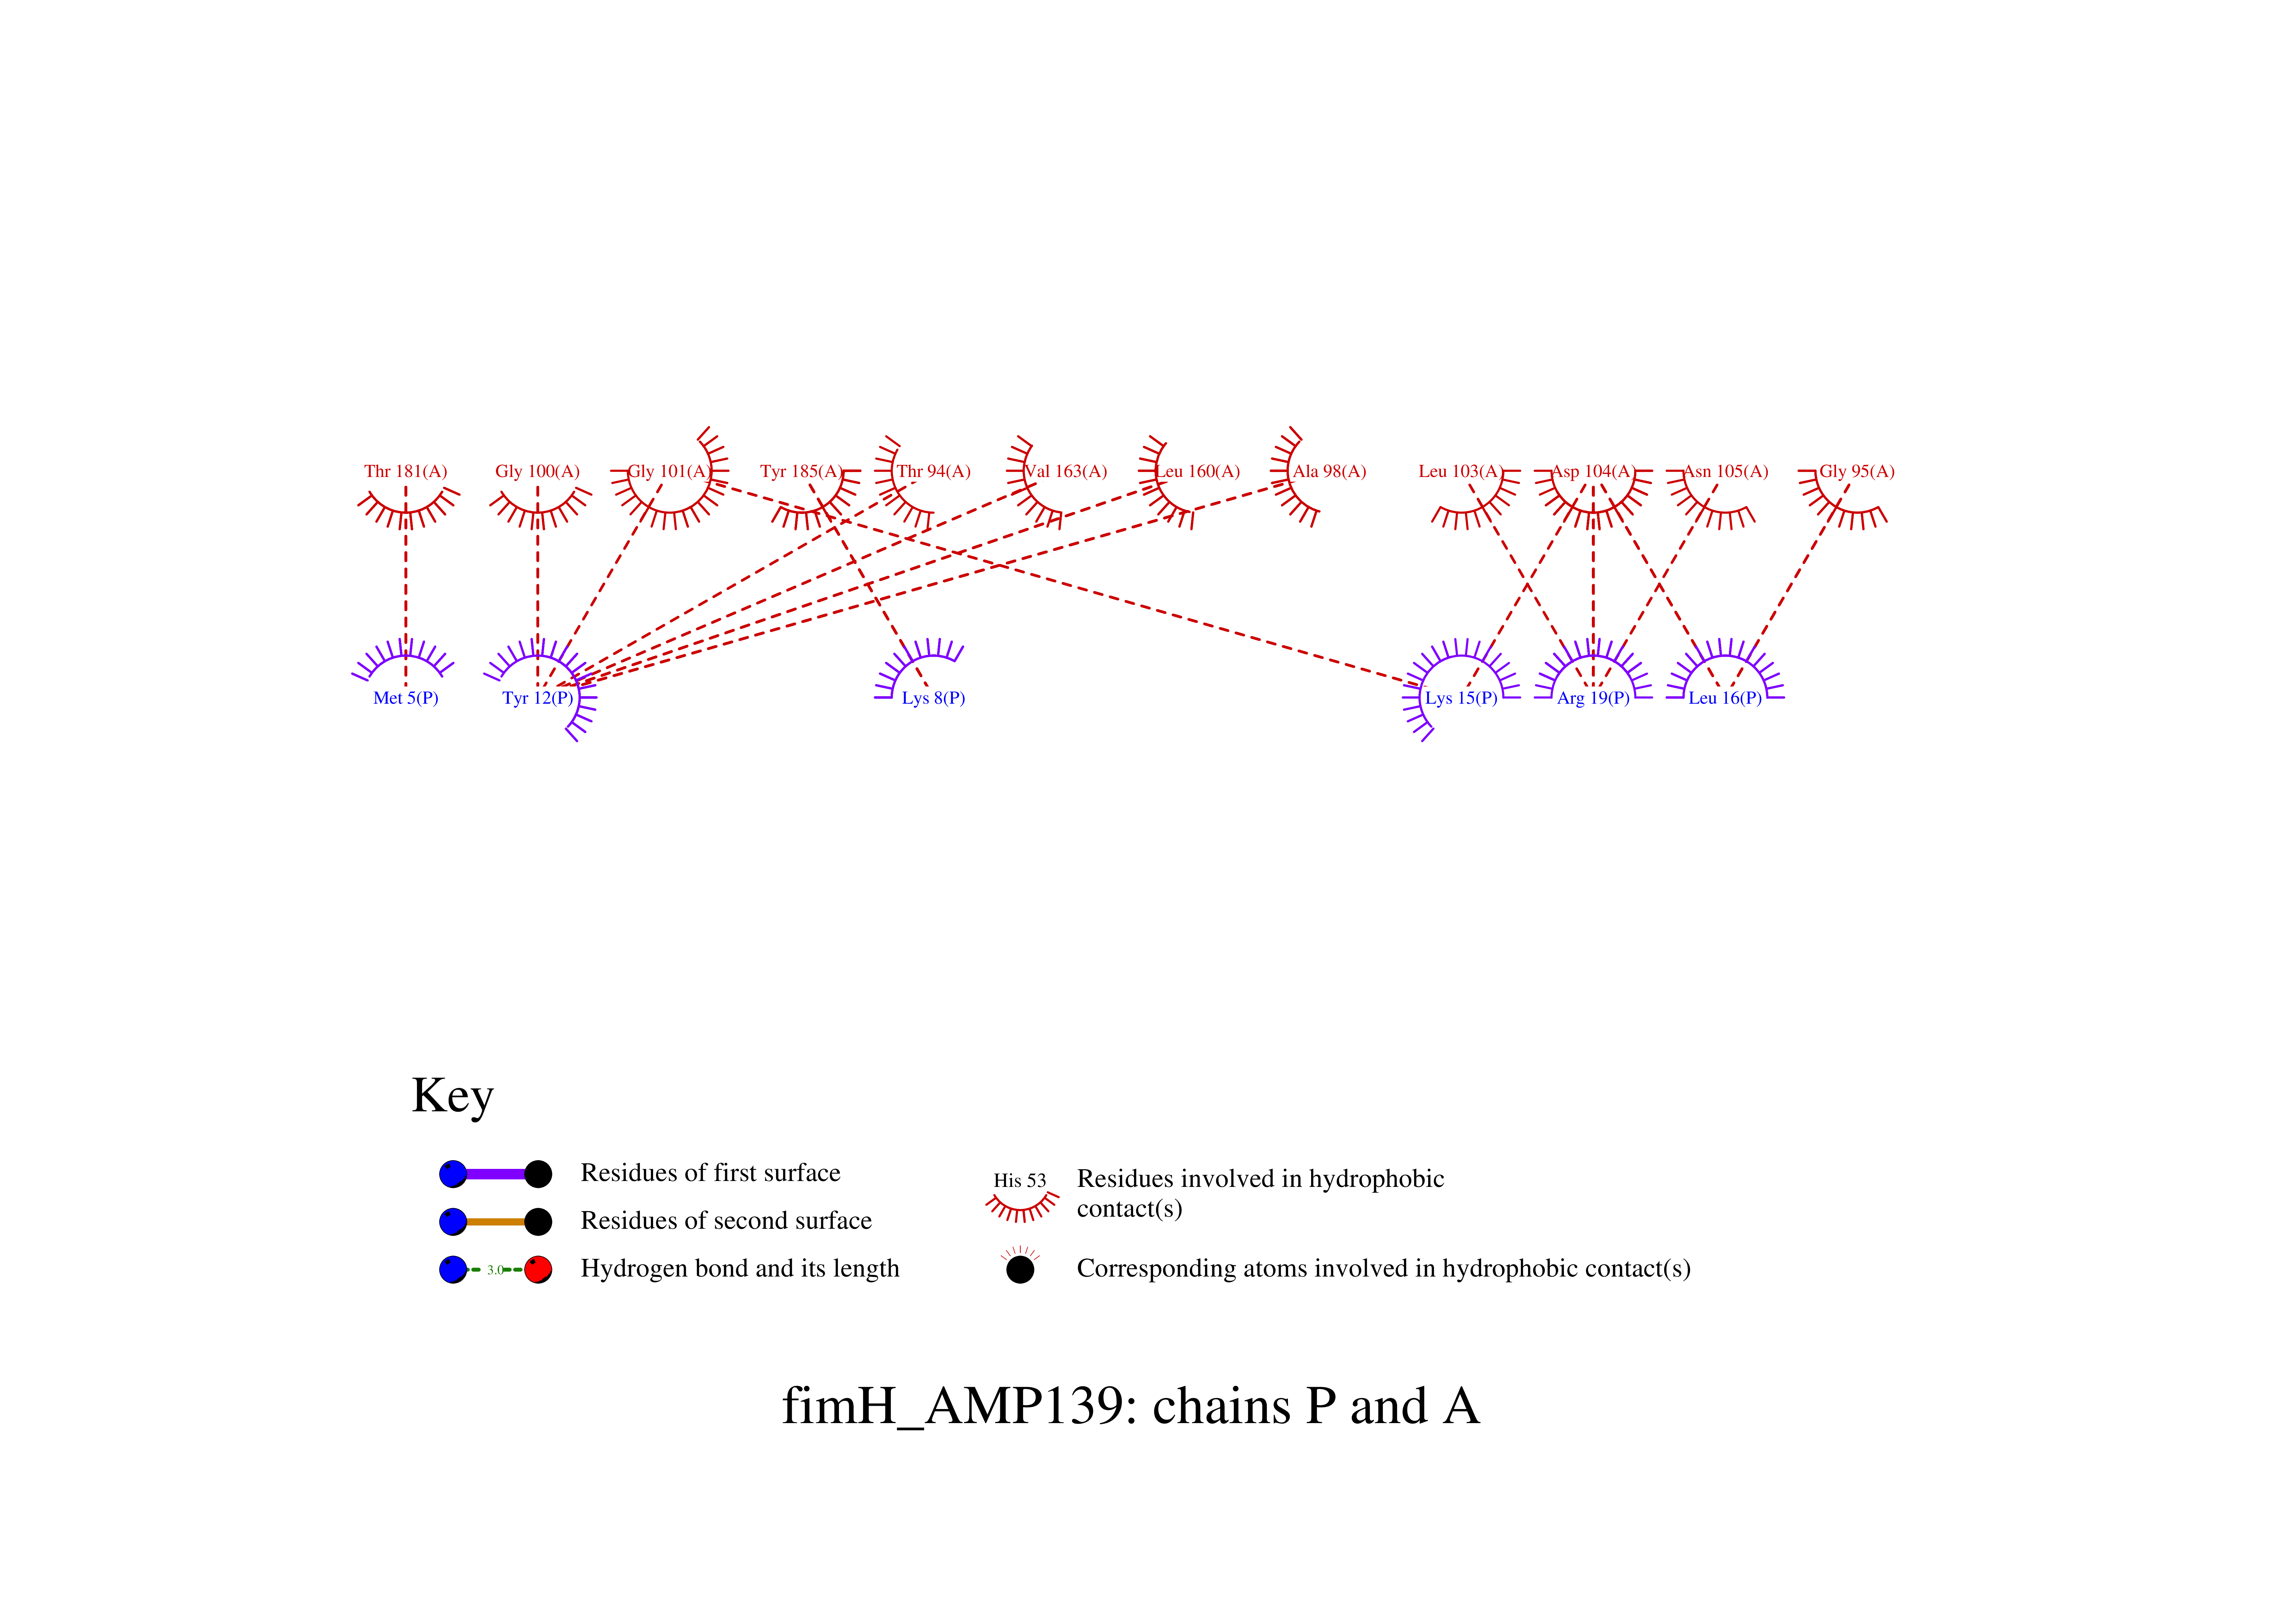 Thr 181(A) Gly 100(A) Gly 101(A) Tyr 185(A) Thr 94(A) Val 163(A) Leu 160(A) Ala 98(A) Leu 103(A) Asp 104(A) Asn 105(A) Gly 95(A)
Met 5(P) Tyr 12(P) Lys 8(P) Lys 15(P) Arg 19(P) Leu 16(P)
Key
Residues of first surface
Residues of second surface
3.0 Hydrogen bond and its length
His 53 Residues involved in hydrophobic
contact(s)
Corresponding atoms involved in hydrophobic contact(s)
fimH_AMP139: chains P and A